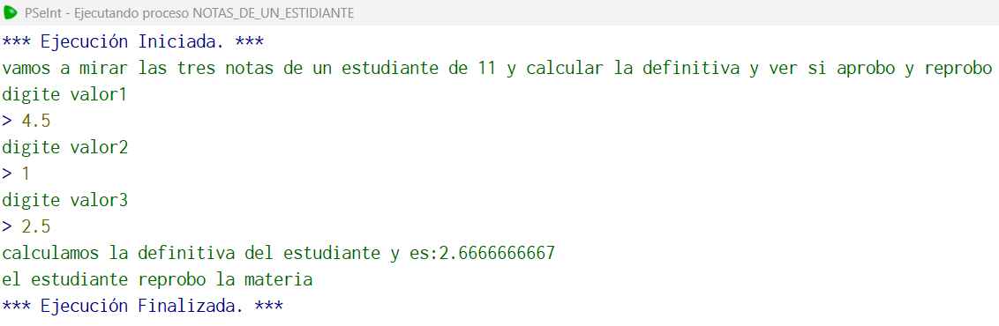 PSeInt - Ejecutando proceso NOTAS_DE_UN_ESTIDIANTE
*** Ejecución Iniciada. ***
vamos a mirar las tres notas de un estudiante de 11 y calcular la definitiva y ver si aprobo y reprobo
digite valor1
> 4.5
digite valor2
> 1
digite valor3
> 2.5
calculamos la definitiva del estudiante y es:2.6666666667
el estudiante reprobo la materia
*** Ejecución Finalizada. ***